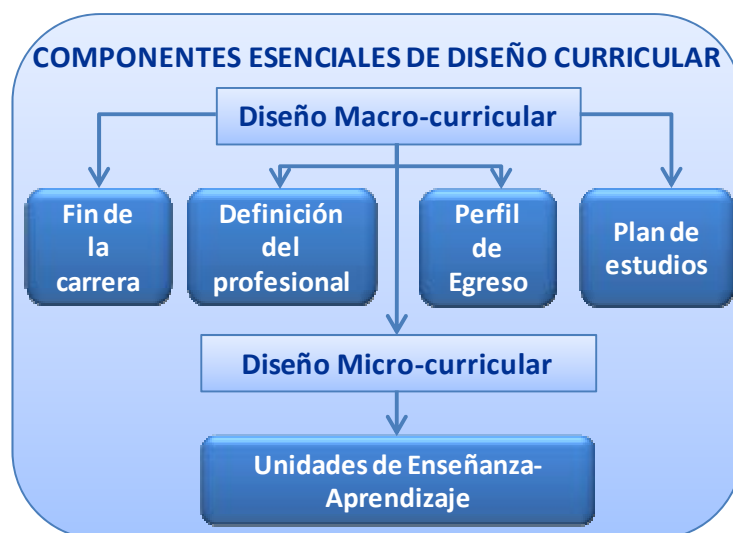 COMPONENTES ESENCIALES DE DISEÑO CURRICULAR
Diseño Macro-curricular
Fin de
la
carrera
Definición
del
profesional
Perfil
de
Egreso
Plan de
estudios
Diseño Micro-curricular
Unidades de Enseñanza-
Aprendizaje